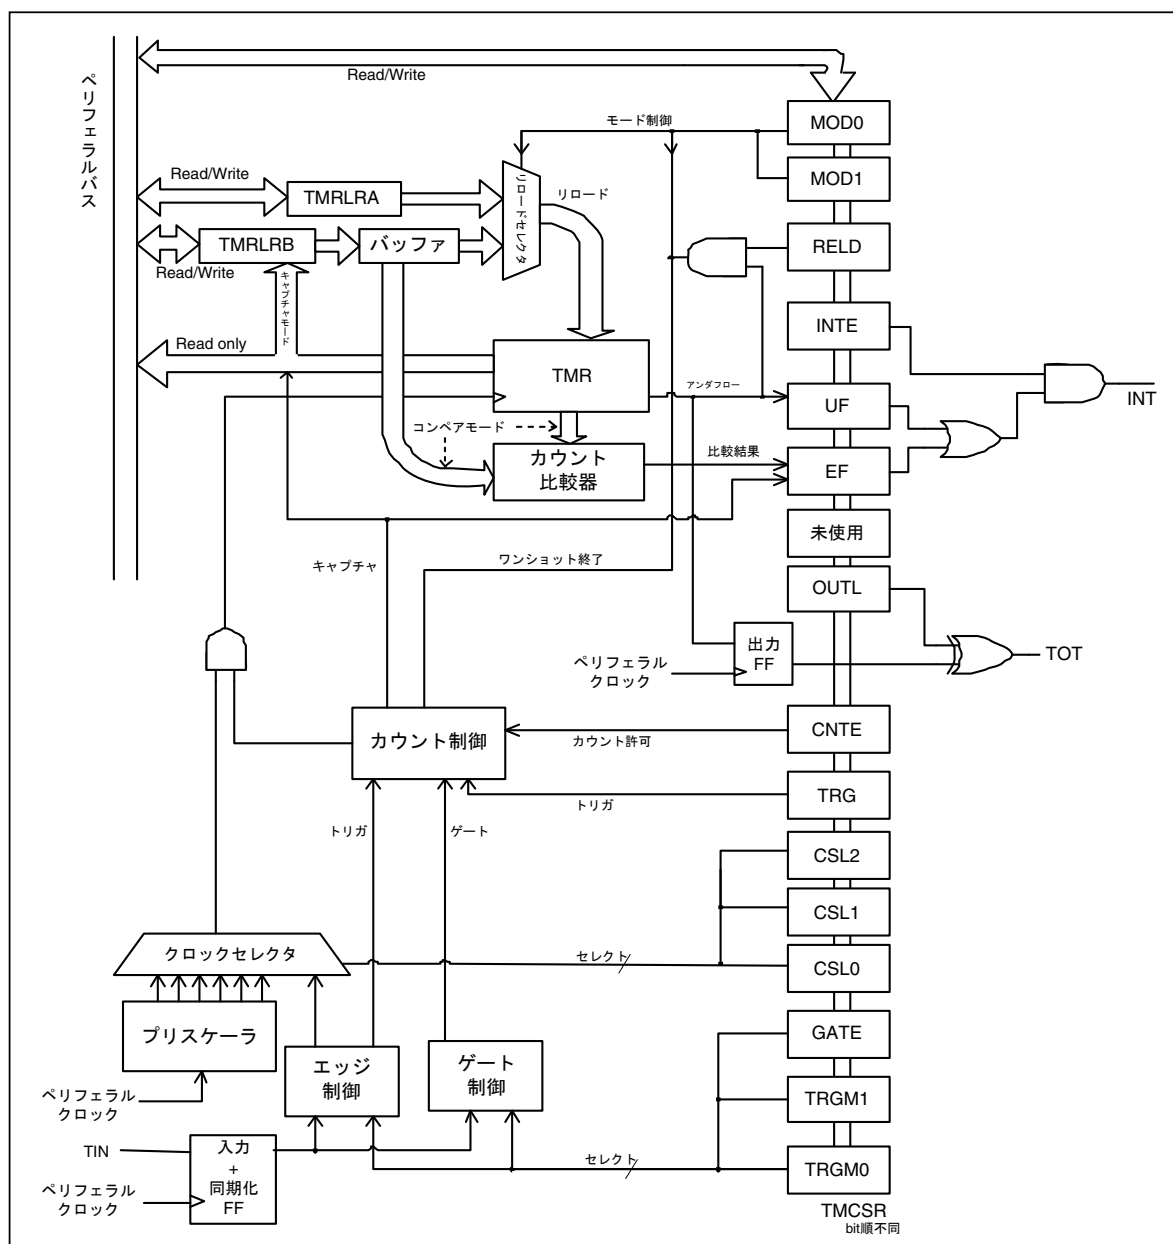 Read/Write
ペリフェラルバス
MOD0
モード制御
MOD1
Read/Write
TMRLRA
リロードセレクタ
リロード
TMRLRB
バッファ
RELD
Read/Write
キャプチャモード
INTE
Read only
TMR
アンダフロー
UF
INT
コンペアモード
カウント
比較器
比較結果
EF
未使用
キャプチャ
ワンショット終了
OUTL
出力
FF
TOT
ペリフェラル
クロック
カウント制御
カウント許可
CNTE
トリガ
TRG
トリガ
ゲート
CSL2
CSL1
クロックセレクタ
セレクト
CSL0
プリスケーラ
エッジ
制御
ゲート
制御
GATE
ペリフェラル
クロック
TRGM1
TIN
入力
+
同期化
FF
セレクト
TRGM0
ペリフェラル
クロック
TMCSR
bit順不同